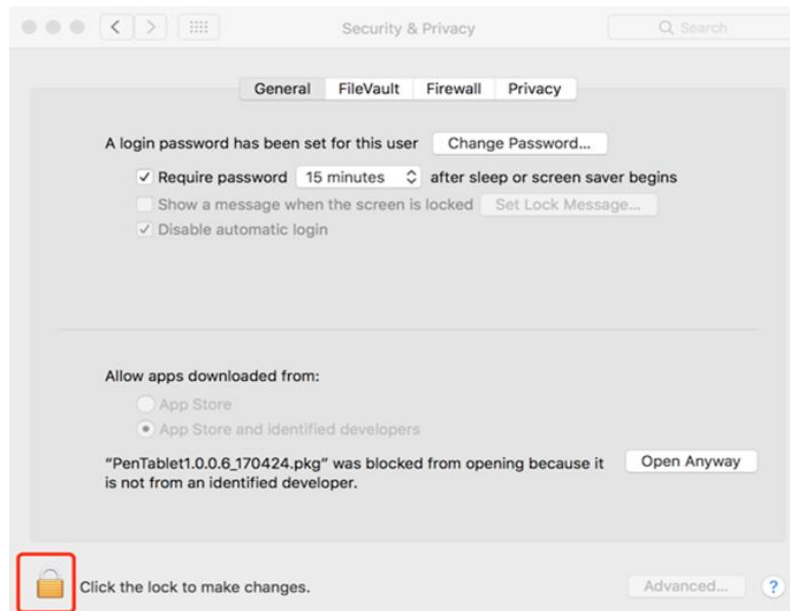 Security & Privacy
Search
General FileVault Firewall Privacy
A login password has been set for this user Change Password...
Require password 15 minutes after sleep or screen saver begins
Show a message when the screen is locked Set Lock Message...
Disable automatic login
Allow apps downloaded from:
App Store
App Store and identified developers
"PenTablet1.0.0.6_170424.pkg" was blocked from opening because it Open Anyway
is not from an identified developer.
Click the lock to make changes. Advanced... ?